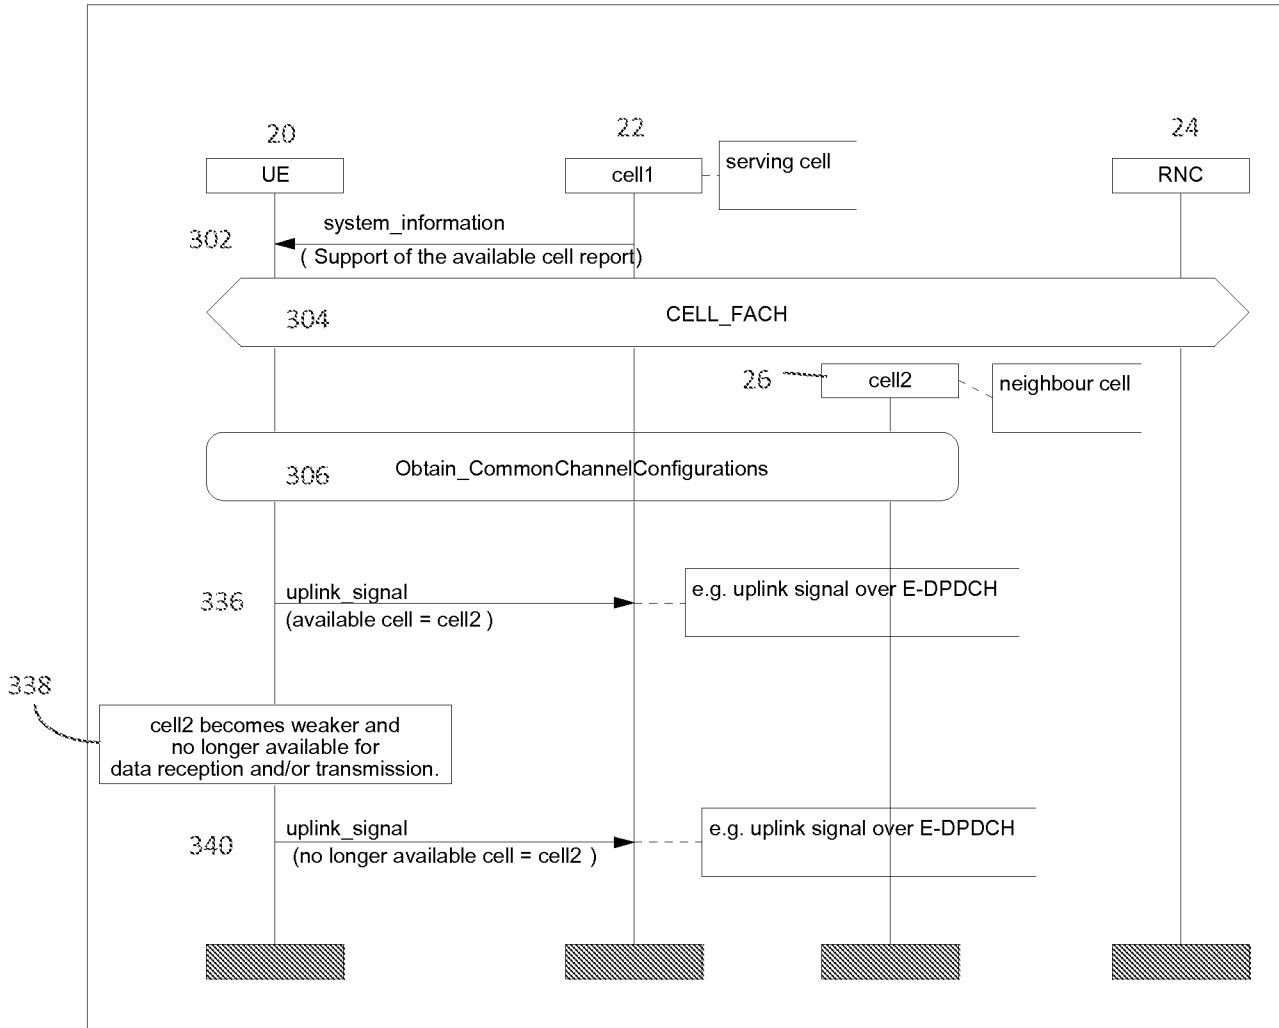 20
22
24
UE
cell1
serving cell
RNC
302
system_information
( Support of the available cell report)
304
CELL_FACH
26
cell2
neighbour cell
306
Obtain_CommonChannelConfigurations
336
uplink_signal
(available cell = cell2 )
e.g. uplink signal over E-DPDCH
338
cell2 becomes weaker and
no longer available for
data reception and/or transmission.
340
uplink_signal
(no longer available cell = cell2 )
e.g. uplink signal over E-DPDCH